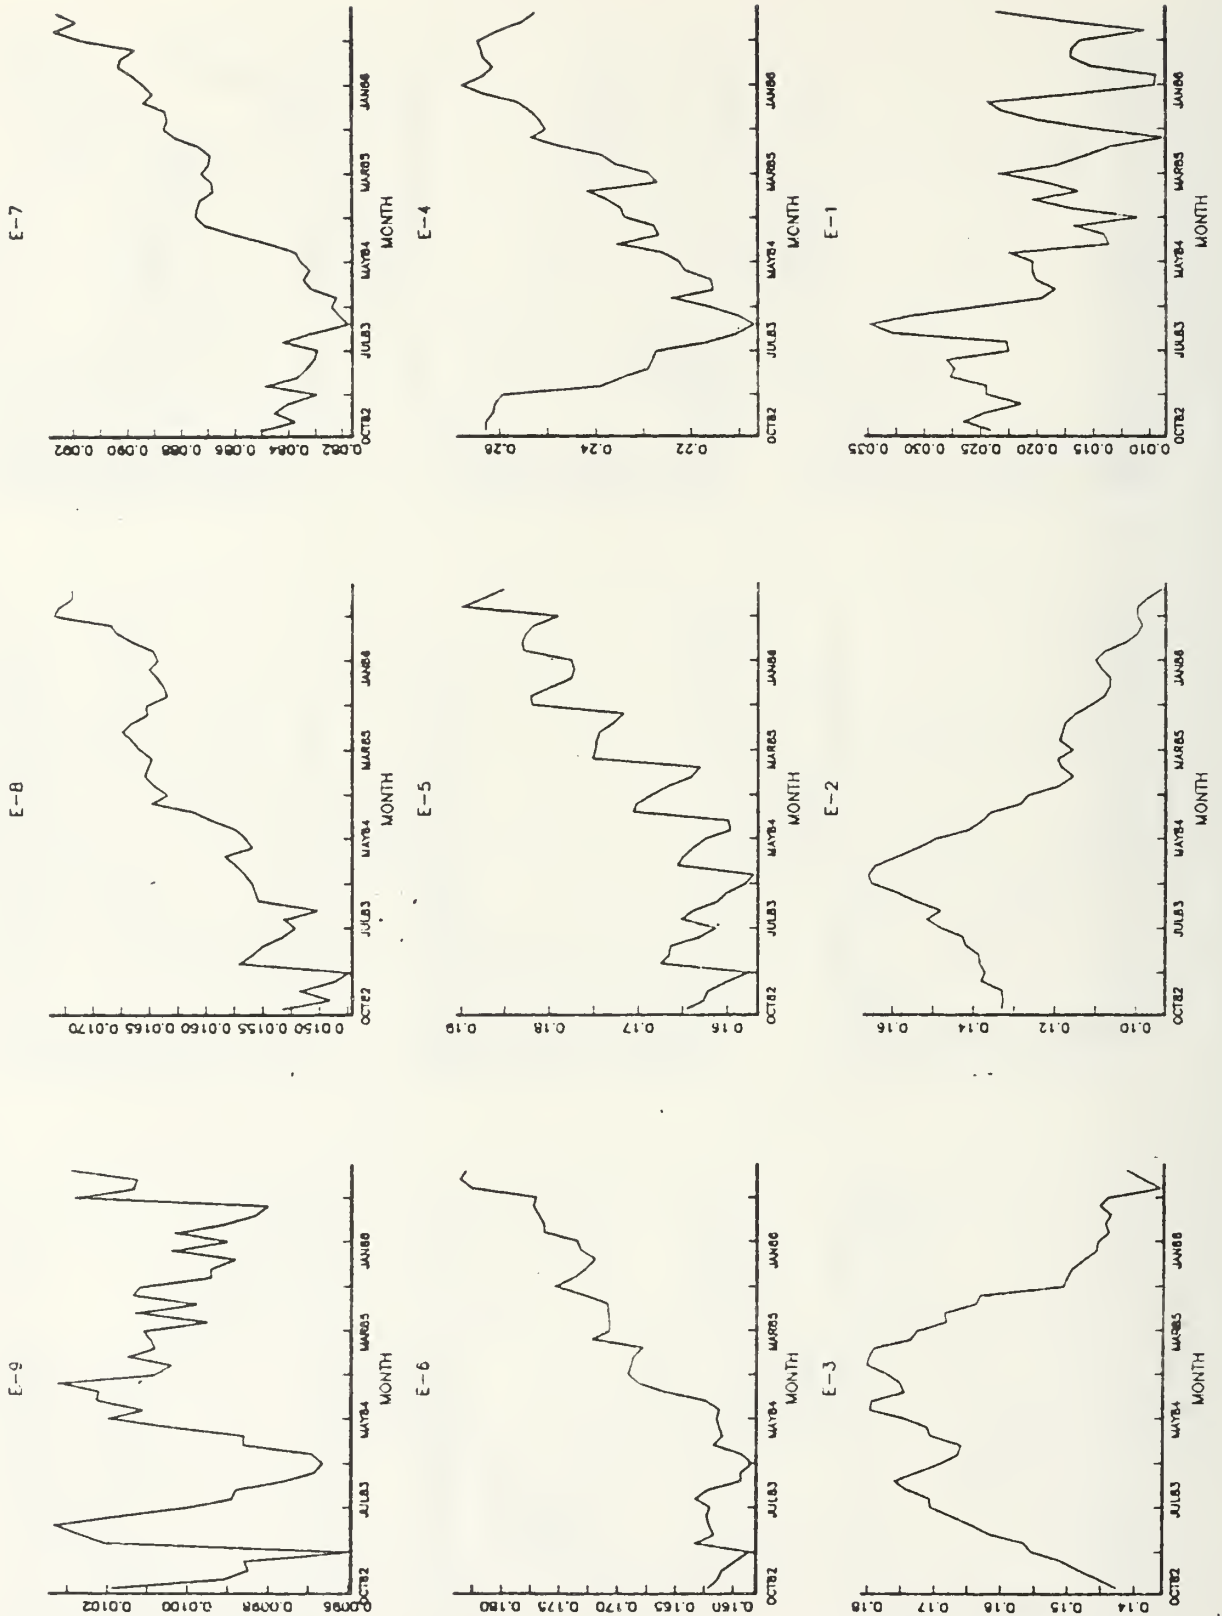 E-9
0.0102
0.0100
0.0098
0.0096
OCT82 JUL83 MAY84 MAR85 JAN86
MONTH
E-8
0.0170
0.0165
0.0160
0.0155
0.0150
OCT82 JUL83 MAY84 MAR85 JAN86
MONTH
E-7
0.092
0.090
0.088
0.086
0.084
0.082
OCT82 JUL83 MAY84 MAR85 JAN86
MONTH
E-6
0.180
0.175
0.170
0.165
0.160
OCT82 JUL83 MAY84 MAR85 JAN86
MONTH
E-5
0.19
0.18
0.17
0.16
OCT82 JUL83 MAY84 MAR85 JAN86
MONTH
E-4
0.26
0.24
0.22
OCT82 JUL83 MAY84 MAR85 JAN86
MONTH
E-3
0.18
0.17
0.16
0.15
0.14
OCT82 JUL83 MAY84 MAR85 JAN86
MONTH
E-2
0.16
0.14
0.12
0.10
OCT82 JUL83 MAY84 MAR85 JAN86
MONTH
E-1
0.035
0.030
0.025
0.020
0.015
0.010
OCT82 JUL83 MAY84 MAR85 JAN86
MONTH